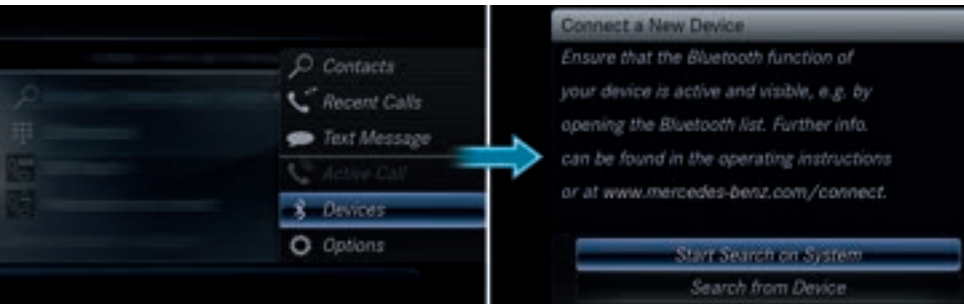 Contacts
Recent Calls
Text Message
Active Call
Devices
Options
Connect a New Device
Ensure that the Bluetooth function of
your device is active and visible, e.g. by
opening the Bluetooth list. Further info.
can be found in the operating instructions
or at www.mercedes-benz.com/connect.
Start Search on System
Search from Device